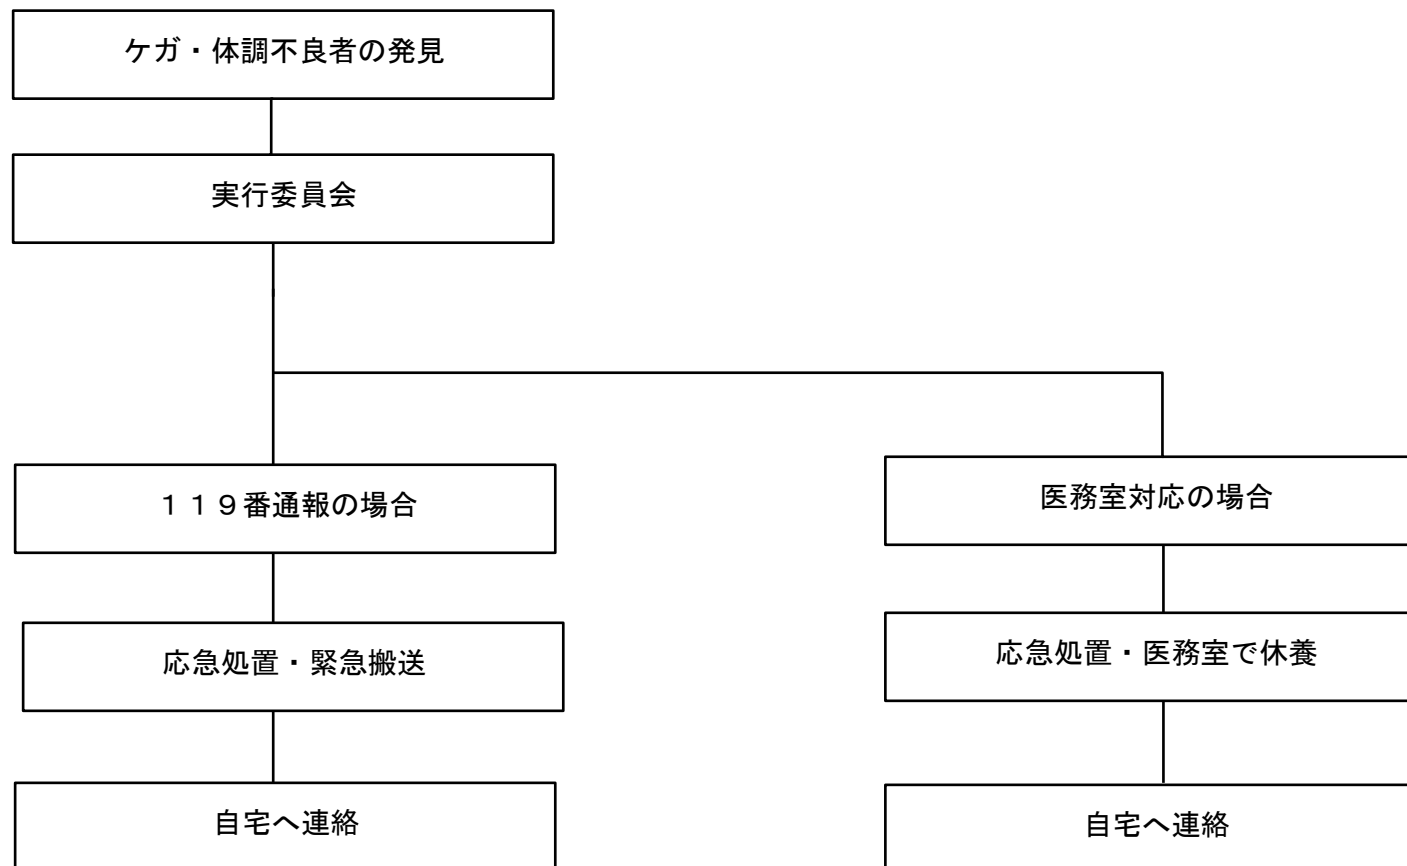 ケガ・体調不良者の発見
実行委員会
１１９番通報の場合
医務室対応の場合
応急処置・緊急搬送
応急処置・医務室で休養
自宅へ連絡
自宅へ連絡